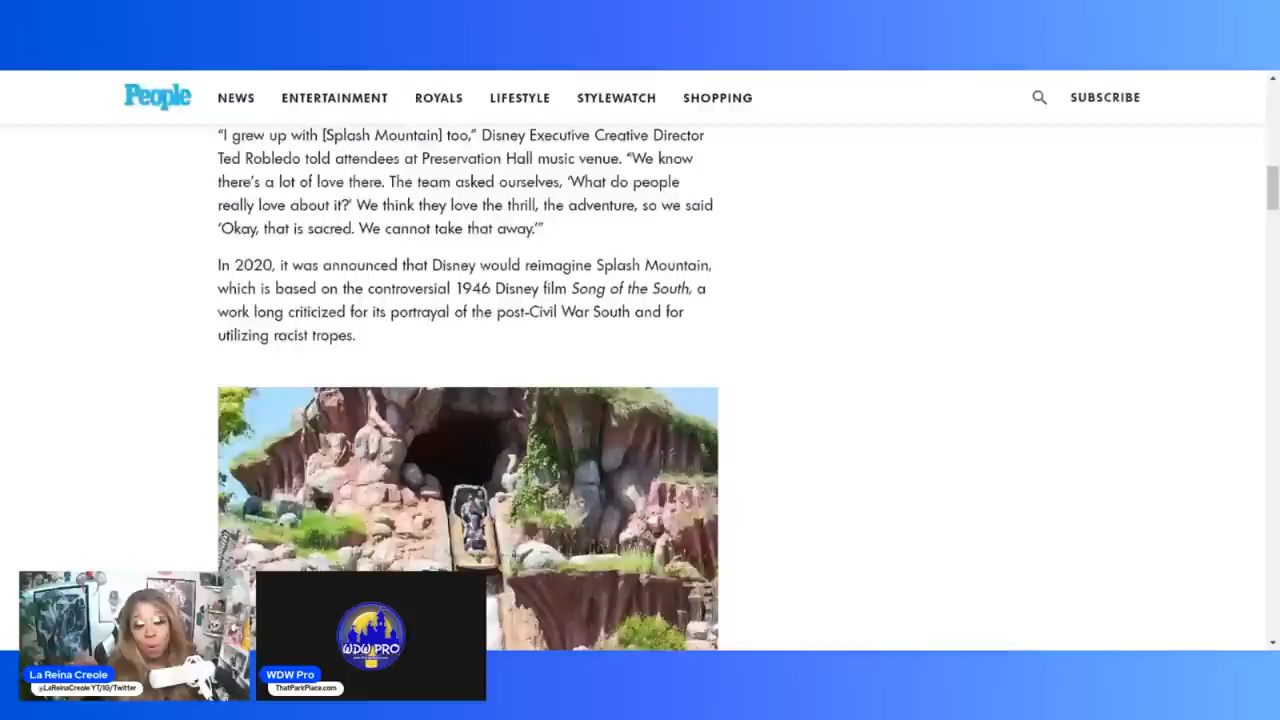 People NEWS ENTERTAINMENT ROYALS LIFESTYLE STYLEWATCH SHOPPING SUBSCRIBE
“I grew up with [Splash Mountain] too,” Disney Executive Creative Director
Ted Robledo told attendees at Preservation Hall music venue. “We know
there’s a lot of love there. The team asked ourselves, ‘What do people
really love about it?’ We think they love the thrill, the adventure, so we said
‘Okay, that is sacred. We cannot take that away.’”
In 2020, it was announced that Disney would reimagine Splash Mountain,
which is based on the controversial 1946 Disney film Song of the South, a
work long criticized for its portrayal of the post-Civil War South and for
utilizing racist tropes.
La Reina Creole
@LaReinaCreole YT/IG/Twitter
WDW PRO
WDW Pro
ThatParkPlace.com